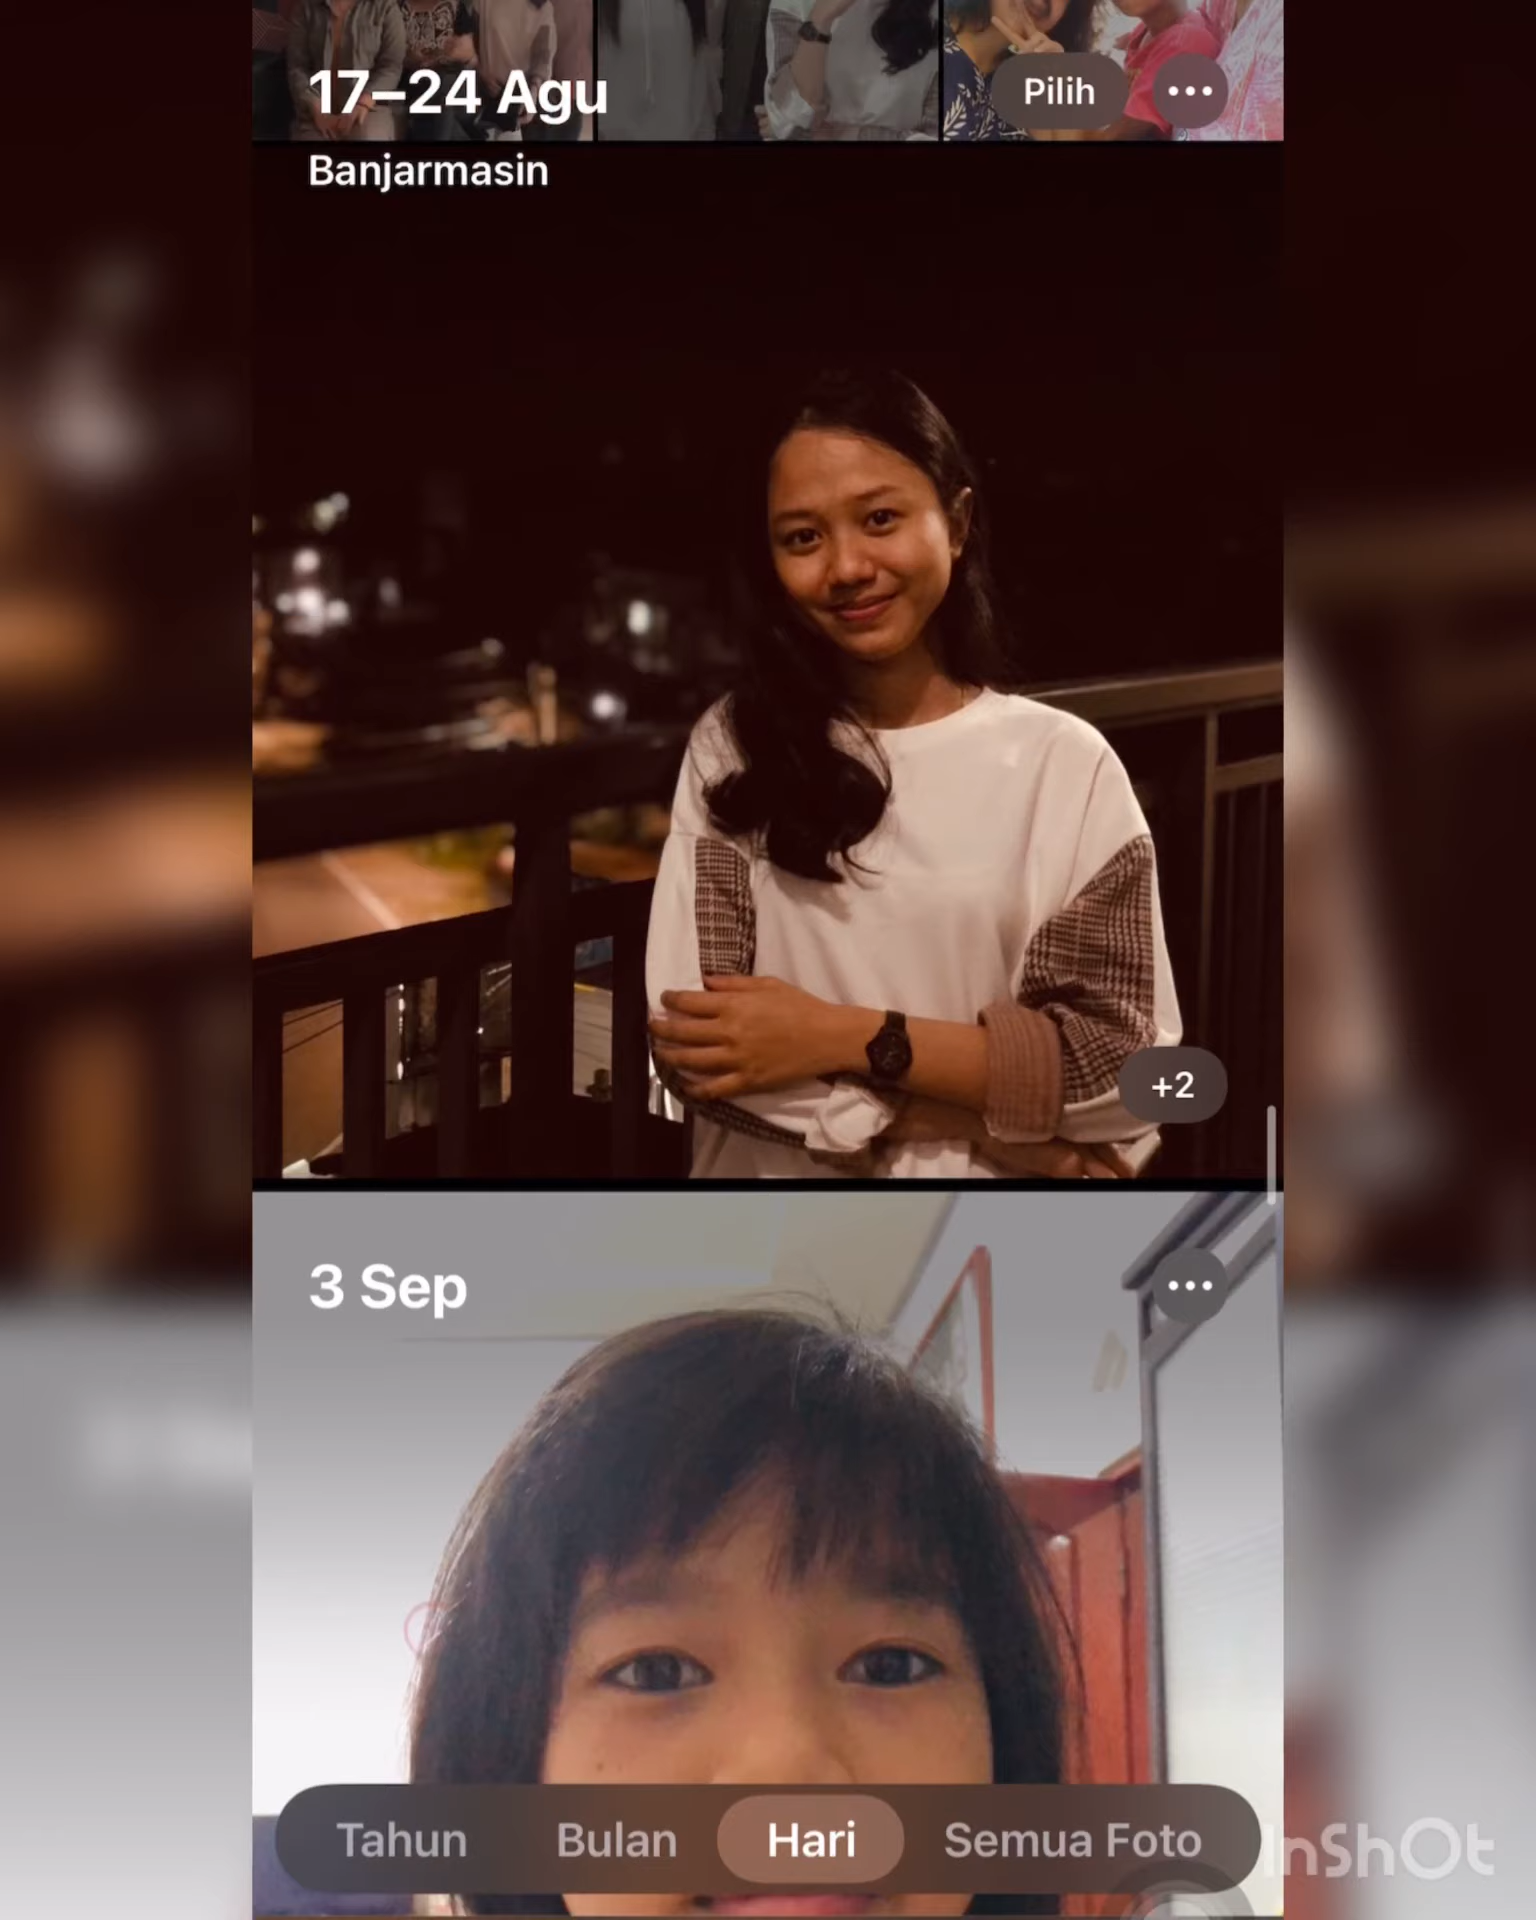 17–24 Agu
Pilih
Banjarmasin
+2
3 Sep
Tahun
Bulan
Hari
Semua Foto
InShOt